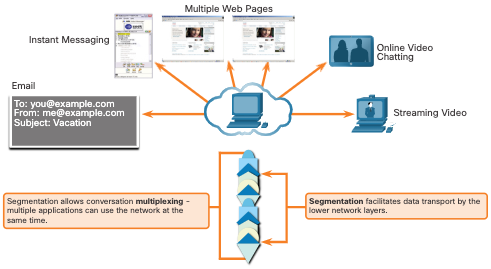 Multiple Web Pages
Instant Messaging
Online Video
Chatting
Email
To: you@example.com
From: me@example.com
Subject: Vacation
Streaming Video
Segmentation allows conversation multiplexing -
multiple applications can use the network at the
same time.
Segmentation facilitates data transport by the
lower network layers.